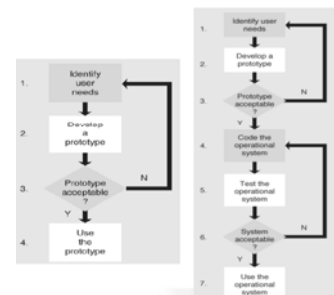 1.
Identify
user
needs
2.
Develop
a
prototype
3.
Prototype
acceptable
?
N
Y
4.
Use
the
prototype
1.
Identify user
needs
2.
Develop a
prototype
3.
Prototype
acceptable
?
N
Y
4.
Code the
operational
system
5.
Test the
operational
system
6.
System
acceptable
?
N
Y
7.
Use the
operational
system